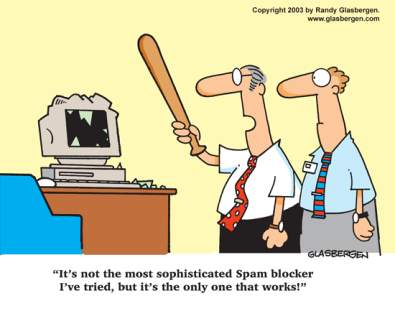 Copyright 2003 by Randy Glasbergen.
www.glasbergen.com
GLASBERGEN
“It’s not the most sophisticated Spam blocker
I’ve tried, but it’s the only one that works!”